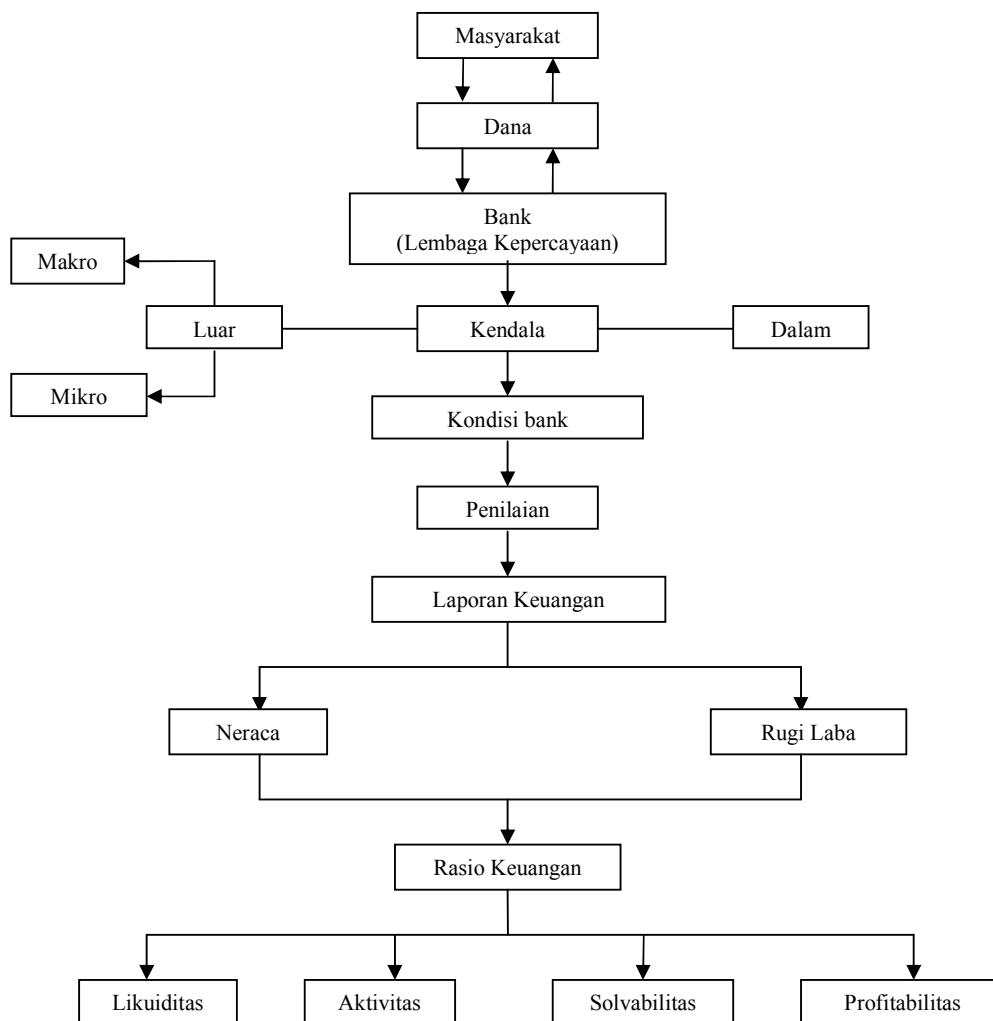 Masyarakat
Dana
Bank
(Lembaga Kepercayaan)
Makro
Luar
Kendala
Dalam
Mikro
Kondisi bank
Penilaian
Laporan Keuangan
Neraca
Rugi Laba
Rasio Keuangan
Likuiditas
Aktivitas
Solvabilitas
Profitabilitas